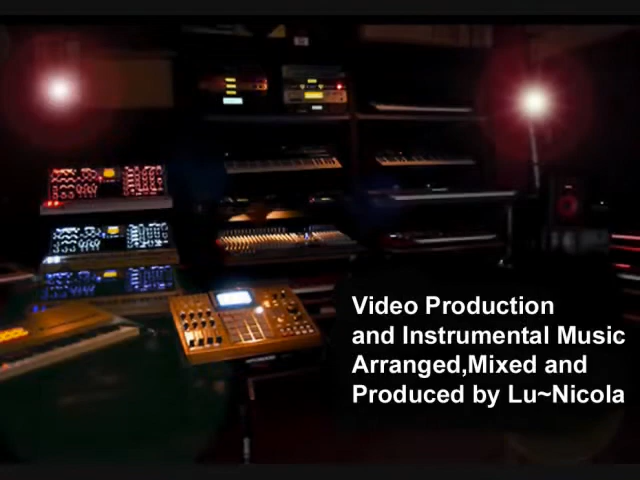 Video Production
and Instrumental Music
Arranged,Mixed and
Produced by Lu~Nicola